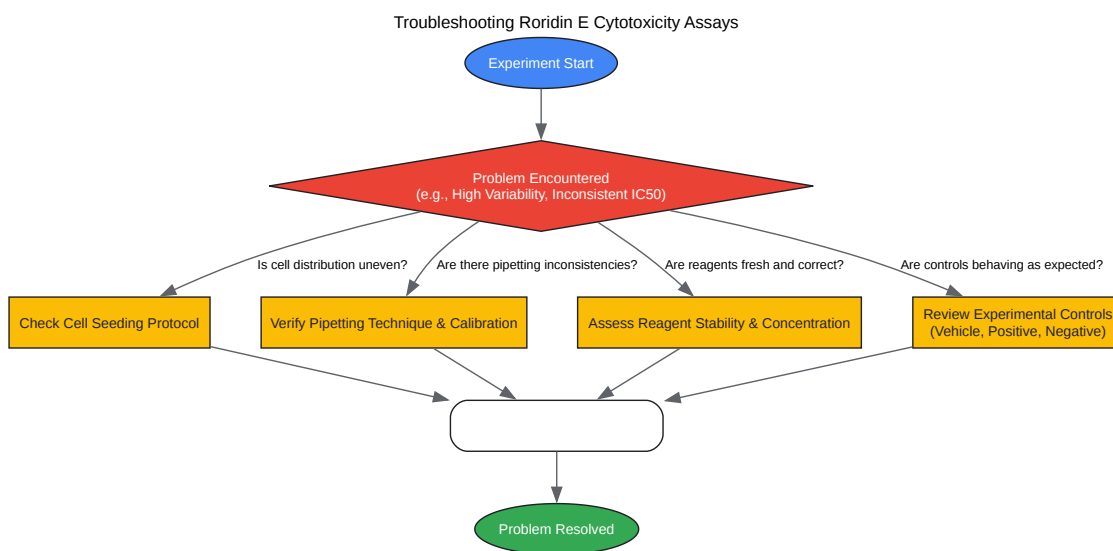 Troubleshooting Roridin E Cytotoxicity Assays
Experiment Start
Problem Encountered
(e.g., High Variability, Inconsistent IC50)
Is cell distribution uneven?
Are there pipetting inconsistencies?
Are reagents fresh and correct?
Are controls behaving as expected?
Check Cell Seeding Protocol
Verify Pipetting Technique & Calibration
Assess Reagent Stability & Concentration
Review Experimental Controls
(Vehicle, Positive, Negative)
Problem Resolved